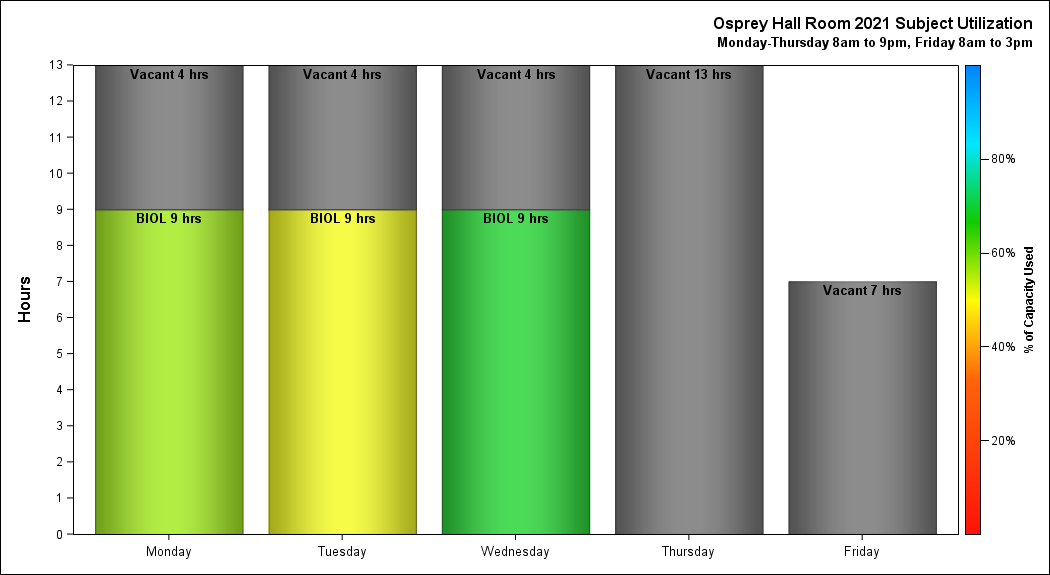 Osprey Hall Room 2021 Subject Utilization
Monday-Thursday 8am to 9pm, Friday 8am to 3pm
Hours
13
12
11
10
9
8
7
6
5
4
3
2
1
0
Vacant 4 hrs
BIOL 9 hrs
Vacant 4 hrs
BIOL 9 hrs
Vacant 4 hrs
BIOL 9 hrs
Vacant 13 hrs
Vacant 7 hrs
Monday
Tuesday
Wednesday
Thursday
Friday
80%
60%
40%
20%
% of Capacity Used